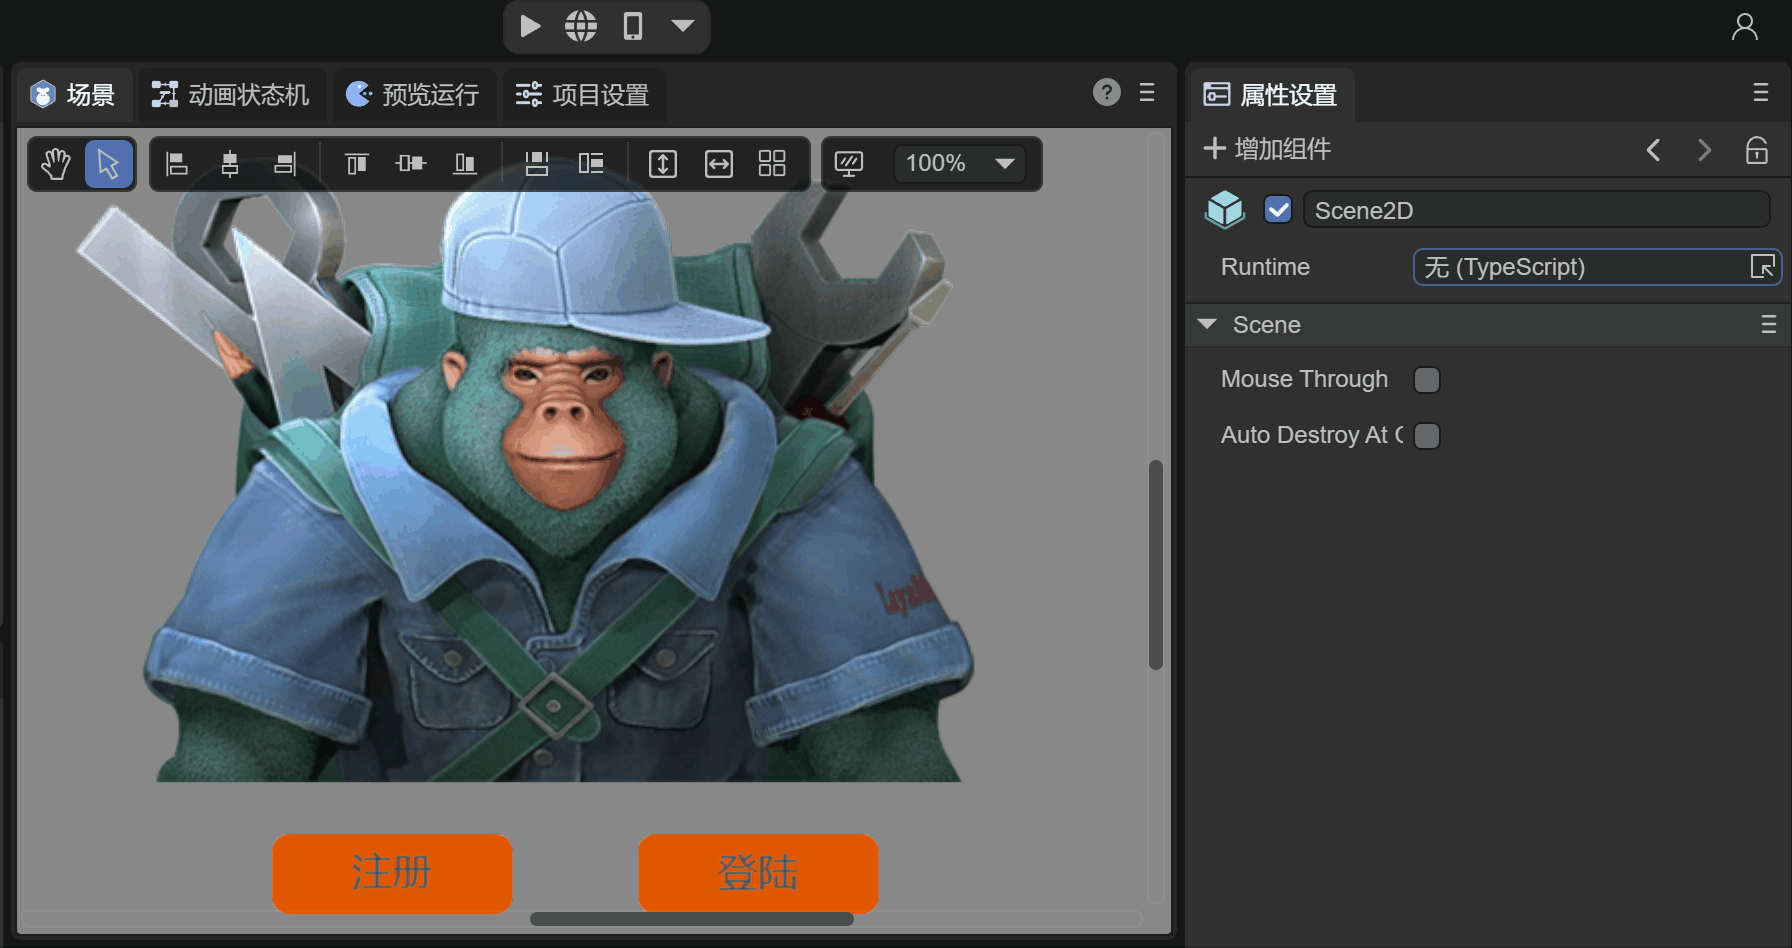 场景
动画状态机
预览运行
项目设置
?
属性设置
增加组件
100%
Scene2D
Runtime
无 (TypeScript)
Scene
Mouse Through
Auto Destroy At
注册
登陆